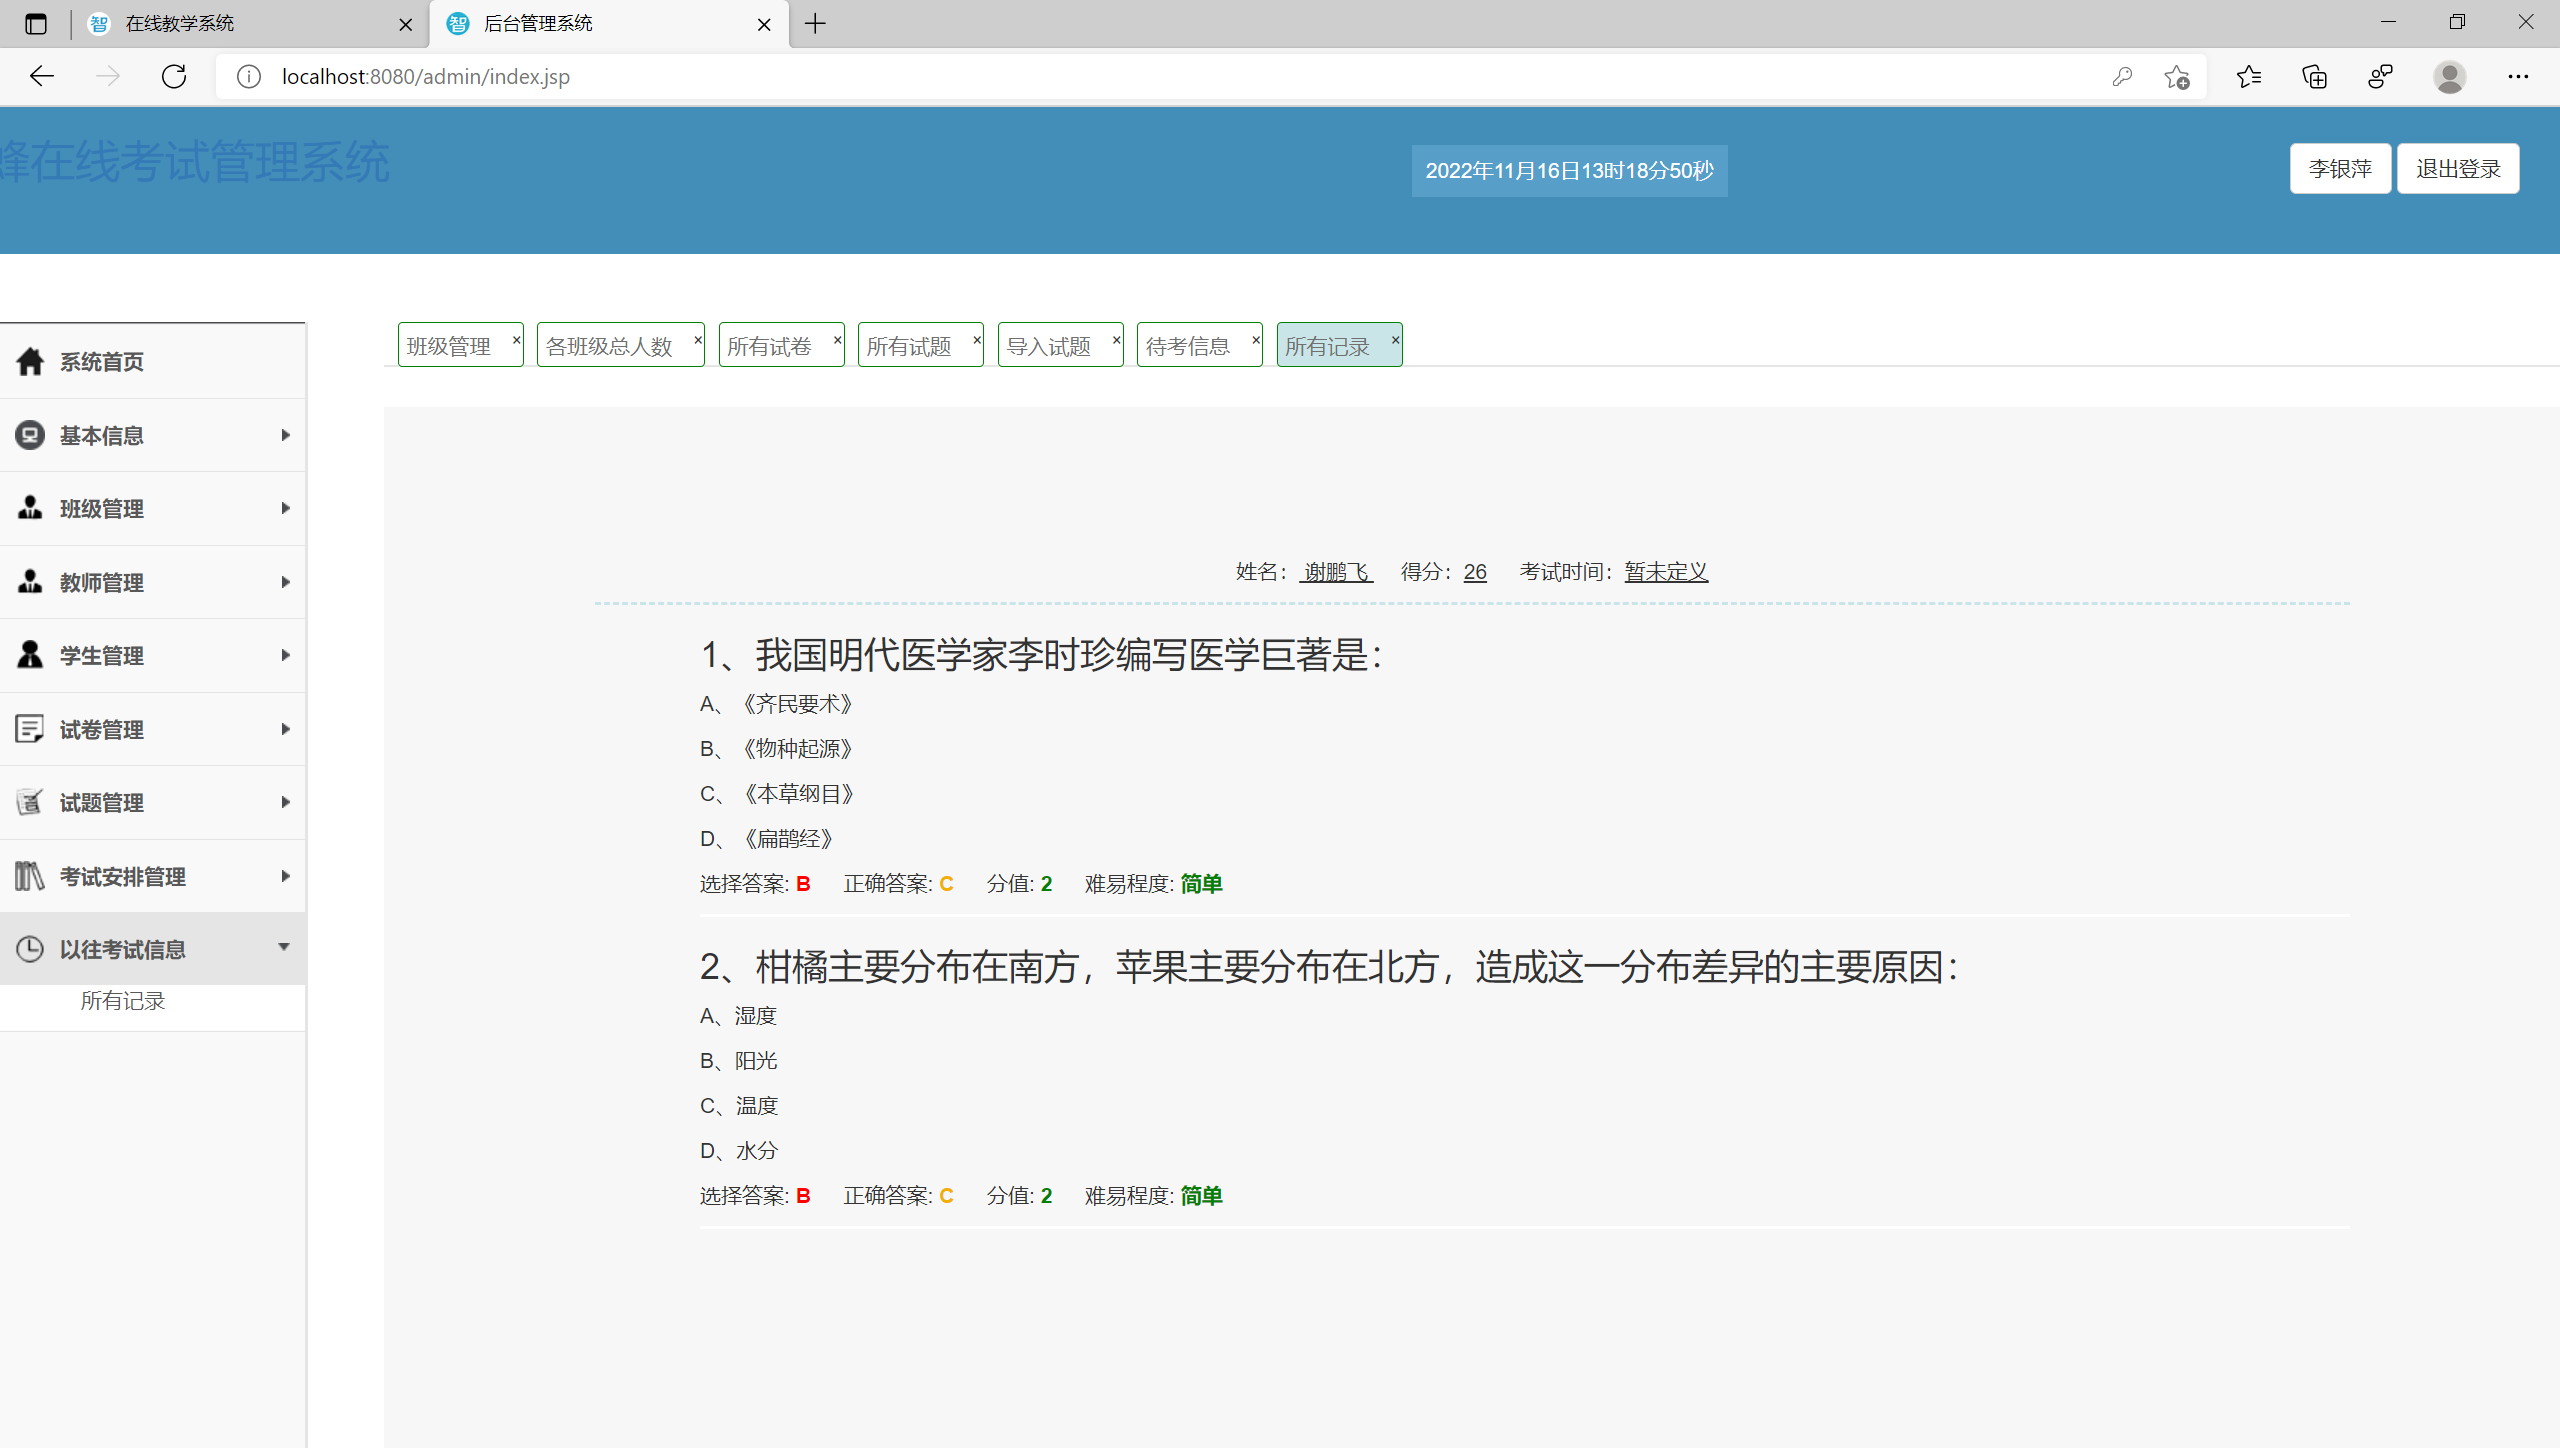 在线教学系统
后台管理系统
localhost:8080/admin/index.jsp
蜂在线考试管理系统
2022年11月16日13时18分50秒
李银萍
退出登录
班级管理 × 各班级总人数 × 所有试卷 × 所有试题 × 导入试题 × 待考信息 × 所有记录 ×
系统首页
基本信息
班级管理
教师管理
学生管理
试卷管理
试题管理
考试安排管理
以往考试信息
所有记录
姓名：谢鹏飞 得分：26 考试时间：暂未定义
1、我国明代医学家李时珍编写医学巨著是：
A、《齐民要术》
B、《物种起源》
C、《本草纲目》
D、《扁鹊经》
选择答案: B 正确答案: C 分值: 2 难易程度: 简单
2、柑橘主要分布在南方，苹果主要分布在北方，造成这一分布差异的主要原因：
A、湿度
B、阳光
C、温度
D、水分
选择答案: B 正确答案: C 分值: 2 难易程度: 简单